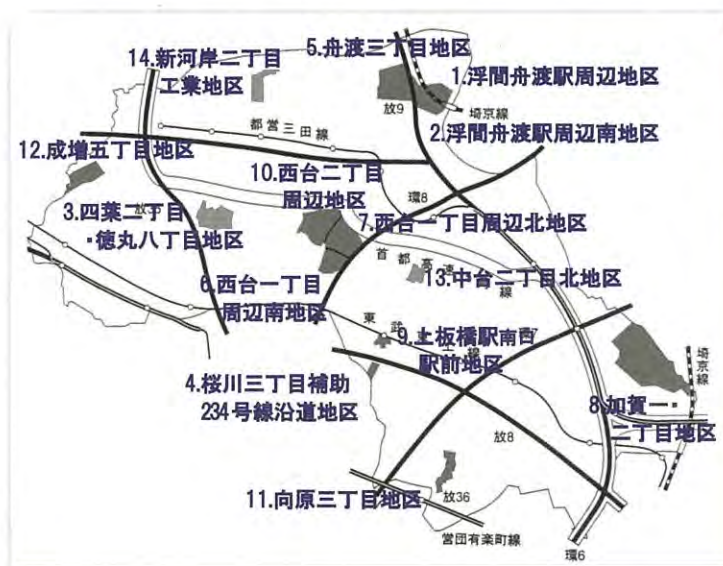 14.新河岸二丁目
工業地区
5.舟渡三丁目地区
1.浮間舟渡駅周辺地区
埼京線
放9
都営三田線
2.浮間舟渡駅周辺南地区
12.成増五丁目地区
10.西台二丁目
周辺地区
環8
3.四葉二丁目
・徳丸八丁目地区
7.西台一丁目周辺北地区
首都高速
線
13.中台二丁目北地区
6.西台一丁目
周辺南地区
東武
線
9.上板橋駅南口
駅前地区
埼京線
4.桜川三丁目補助
234号線沿道地区
8.加賀一・
二丁目地区
放8
11.向原三丁目地区
放36
営団有楽町線
環6